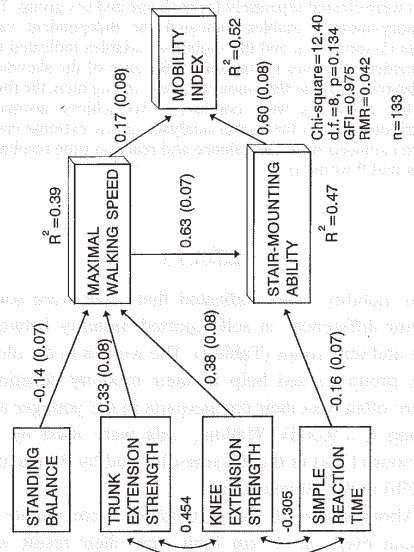 STANDING
BALANCE
TRUNK
EXTENSION
STRENGTH
KNEE
EXTENSION
STRENGTH
SIMPLE
REACTION
TIME
0.454
-0.305
-0.14 (0.07)
0.33 (0.08)
0.38 (0.08)
-0.16 (0.07)
R²=0.39
MAXIMAL
WALKING SPEED
0.63 (0.07)
STAIR-MOUNTING
ABILITY
R²=0.47
0.17 (0.08)
MOBILITY
INDEX
R²=0.52
0.60 (0.08)
Chi-square=12.40
d.f.=8, p=0.134
GFI=0.975
RMR=0.042
n=133